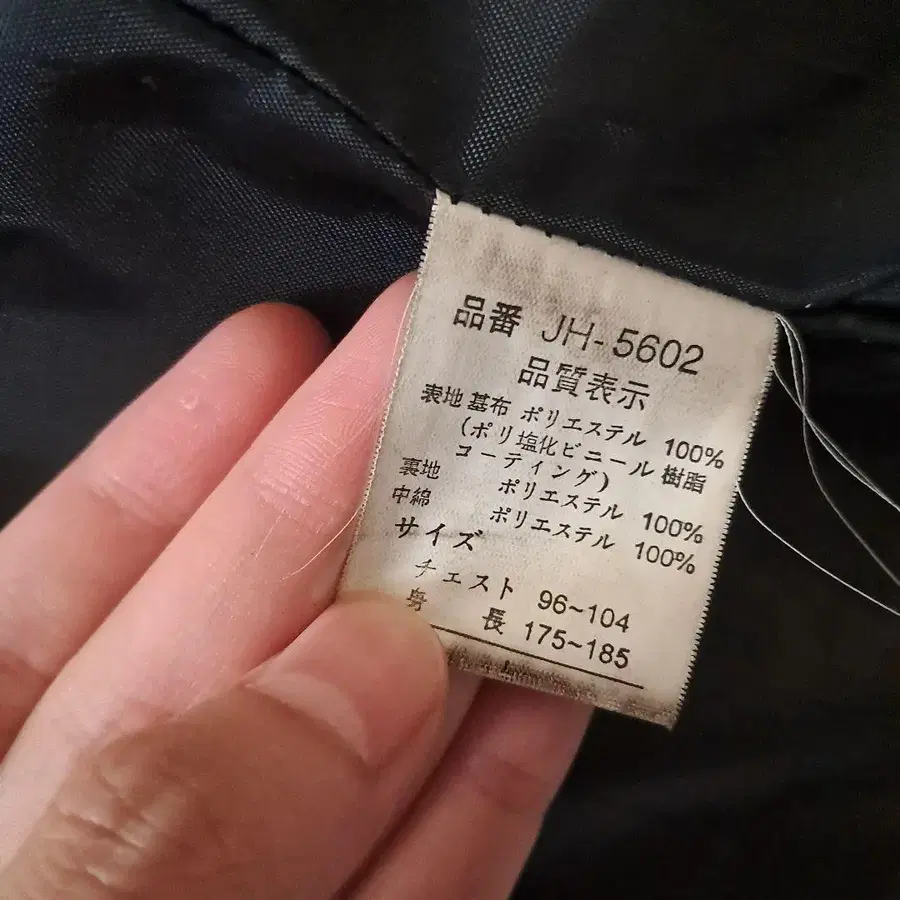 品番 JH-5602
品質表示
表地 基布 ポリエステル 100%
(ポリ塩化ビニール 樹脂
コーティング)
裏地 ポリエステル 100%
中綿 ポリエステル 100%
サイズ
チェスト 96~104
身 長 175~185